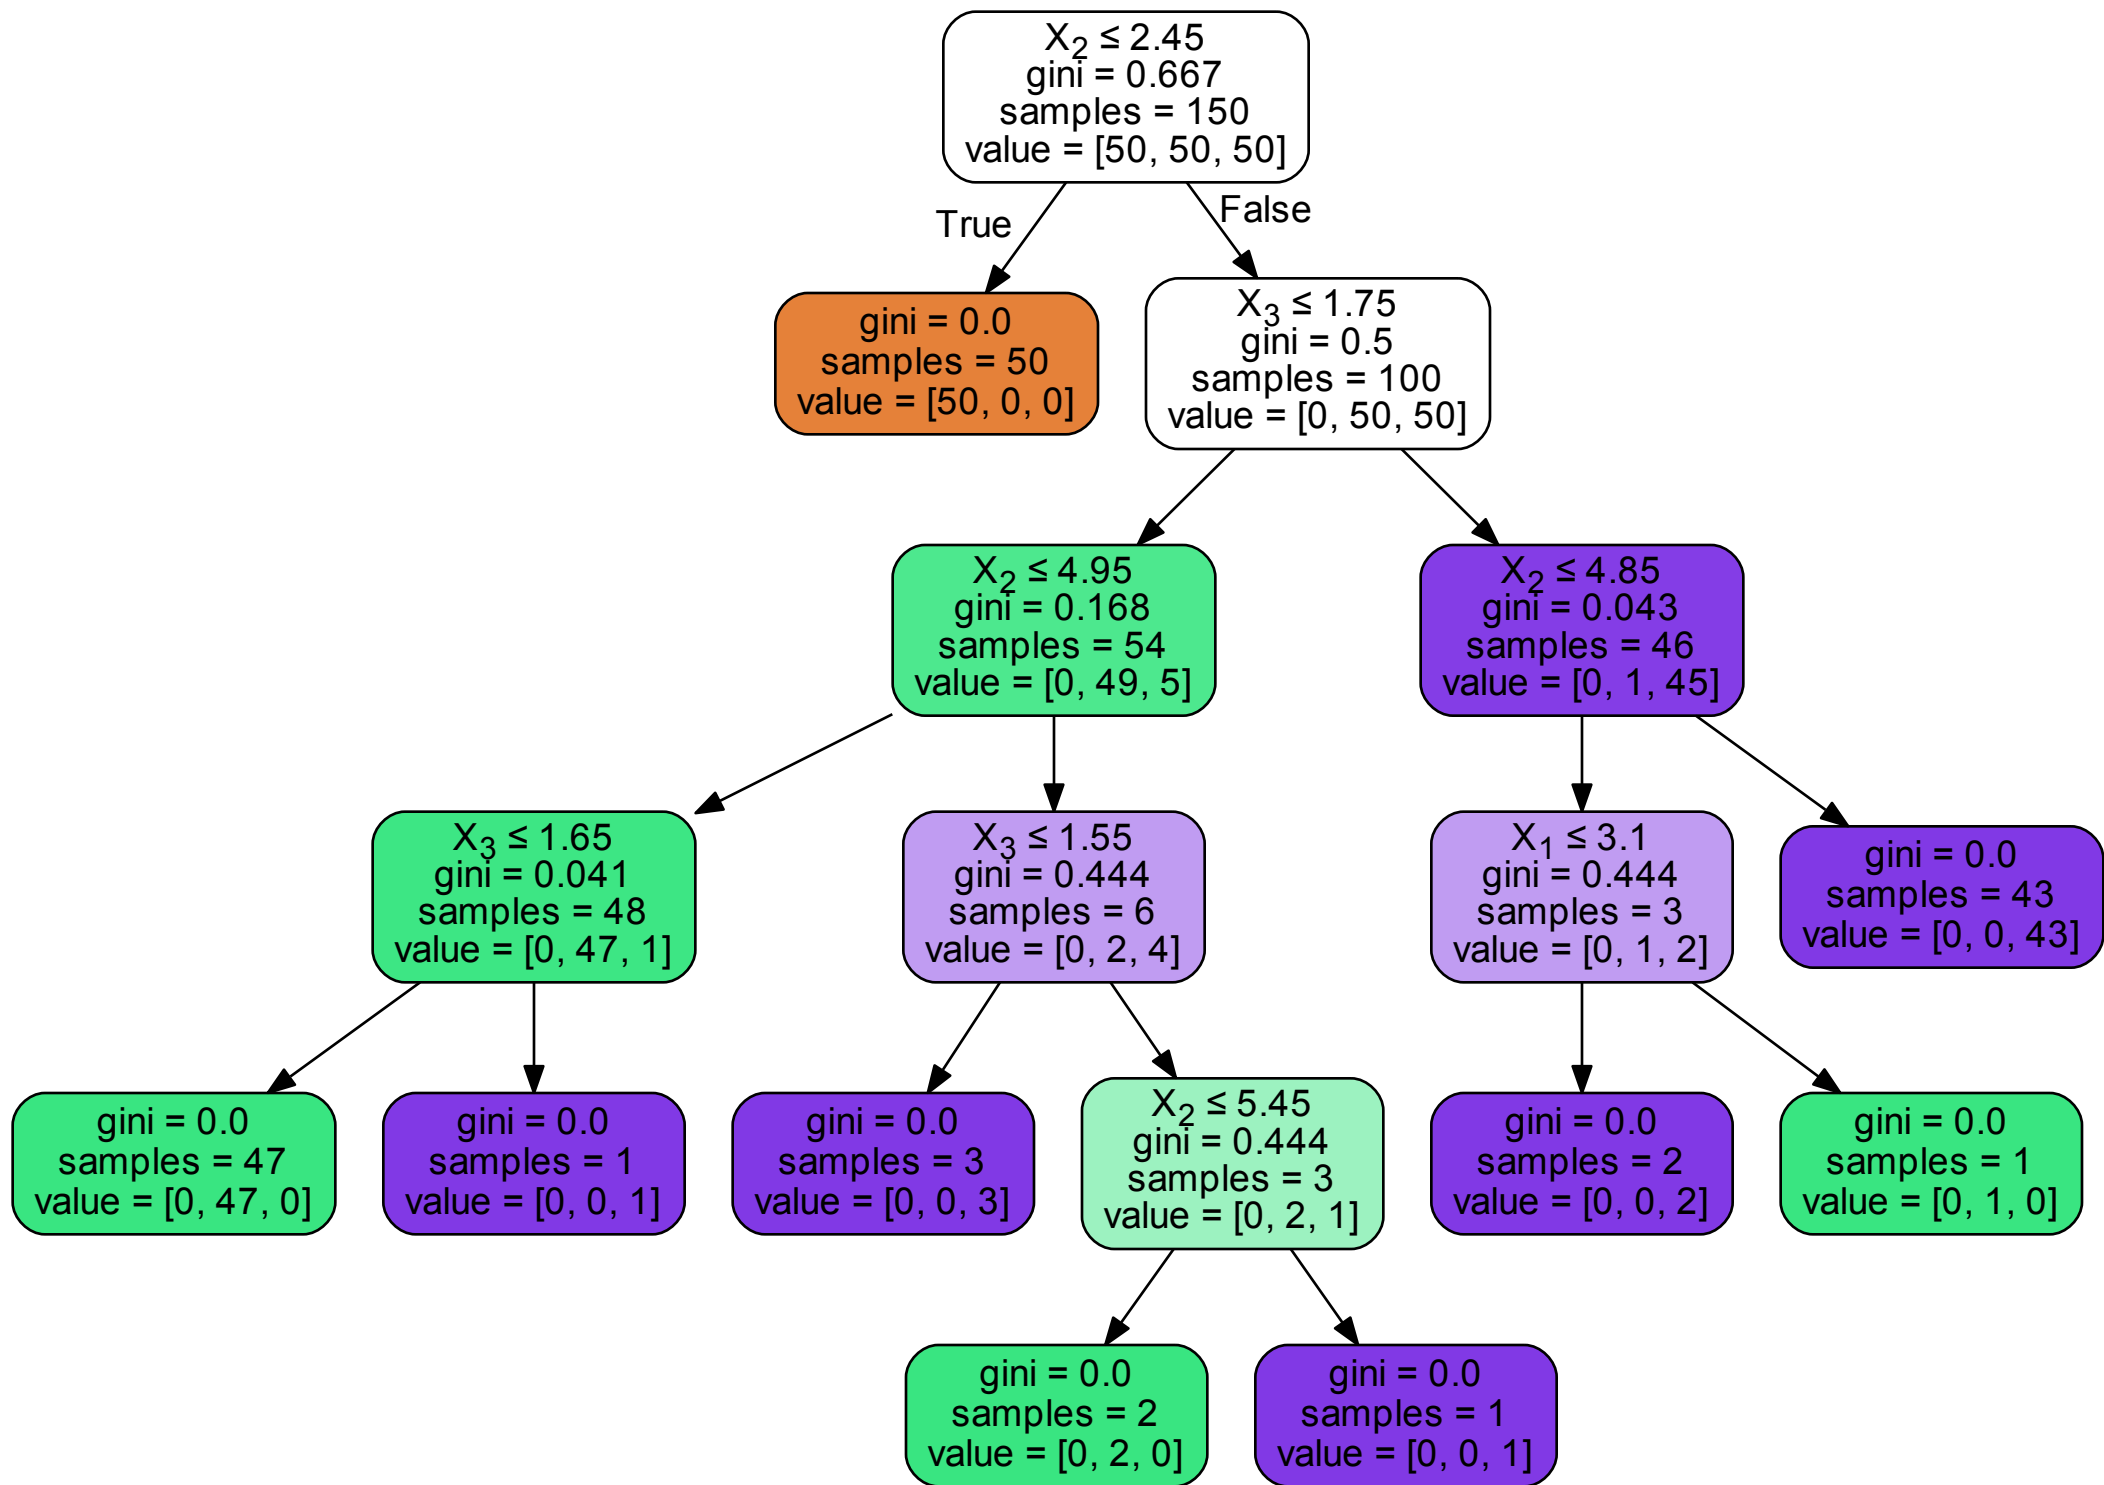 X₂ ≤ 2.45
gini = 0.667
samples = 150
value = [50, 50, 50]
True
False
gini = 0.0
samples = 50
value = [50, 0, 0]
X₃ ≤ 1.75
gini = 0.5
samples = 100
value = [0, 50, 50]
X₂ ≤ 4.95
gini = 0.168
samples = 54
value = [0, 49, 5]
X₂ ≤ 4.85
gini = 0.043
samples = 46
value = [0, 1, 45]
X₃ ≤ 1.65
gini = 0.041
samples = 48
value = [0, 47, 1]
X₃ ≤ 1.55
gini = 0.444
samples = 6
value = [0, 2, 4]
X₁ ≤ 3.1
gini = 0.444
samples = 3
value = [0, 1, 2]
gini = 0.0
samples = 43
value = [0, 0, 43]
gini = 0.0
samples = 47
value = [0, 47, 0]
gini = 0.0
samples = 1
value = [0, 0, 1]
gini = 0.0
samples = 3
value = [0, 0, 3]
X₂ ≤ 5.45
gini = 0.444
samples = 3
value = [0, 2, 1]
gini = 0.0
samples = 2
value = [0, 0, 2]
gini = 0.0
samples = 1
value = [0, 1, 0]
gini = 0.0
samples = 2
value = [0, 2, 0]
gini = 0.0
samples = 1
value = [0, 0, 1]